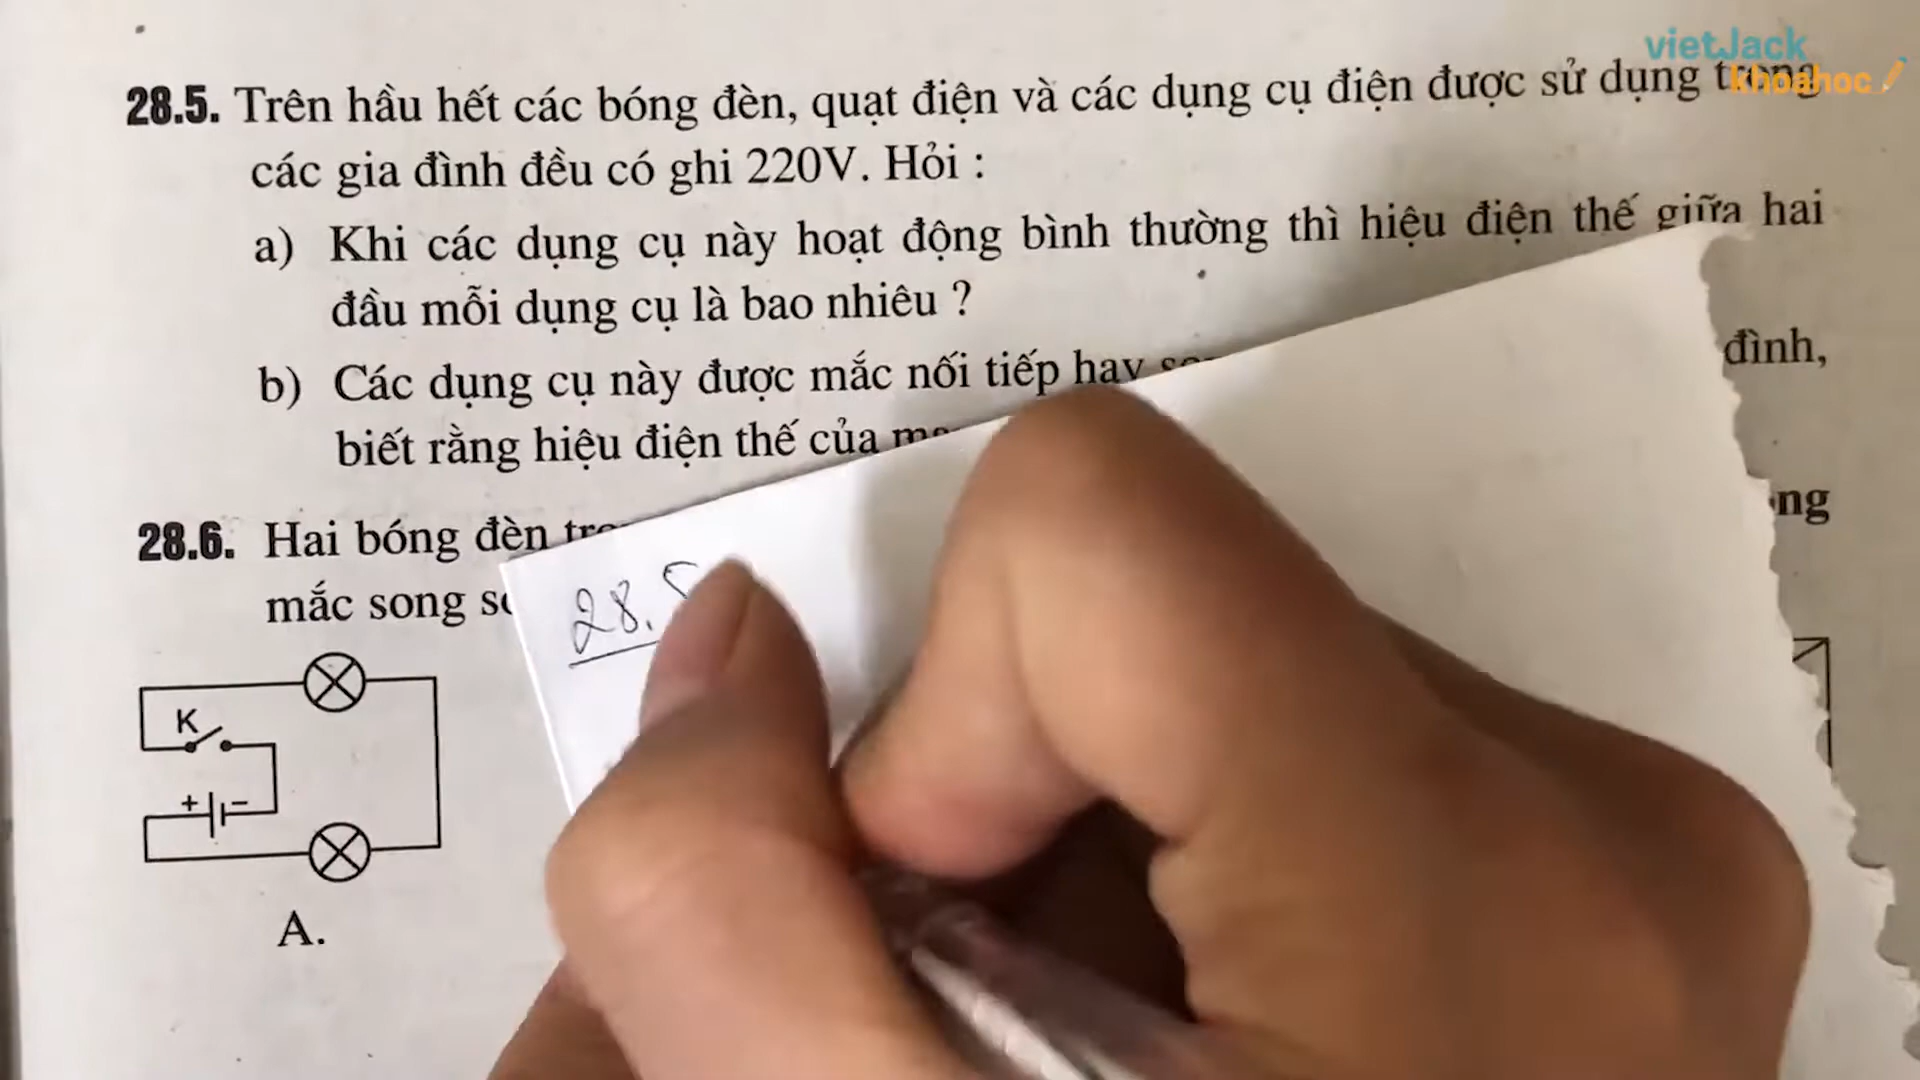 vietJack
khoahoc
28.5. Trên hầu hết các bóng đèn, quạt điện và các dụng cụ điện được sử dụng trong
các gia đình đều có ghi 220V. Hỏi :
a) Khi các dụng cụ này hoạt động bình thường thì hiệu điện thế giữa hai
đầu mỗi dụng cụ là bao nhiêu ?
b) Các dụng cụ này được mắc nối tiếp hay đình,
biết rằng hiệu điện thế của
28.6. Hai bóng đèn
mắc song
28.5
K
+ -
A.